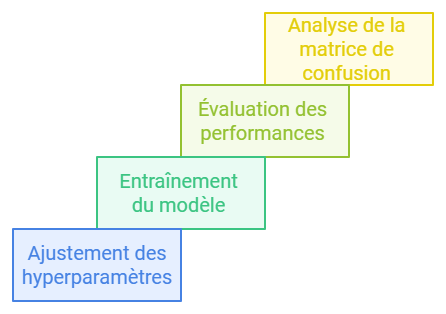 Analyse de la
matrice de
confusion
Évaluation des
performances
Entraînement
du modèle
Ajustement des
hyperparamètres